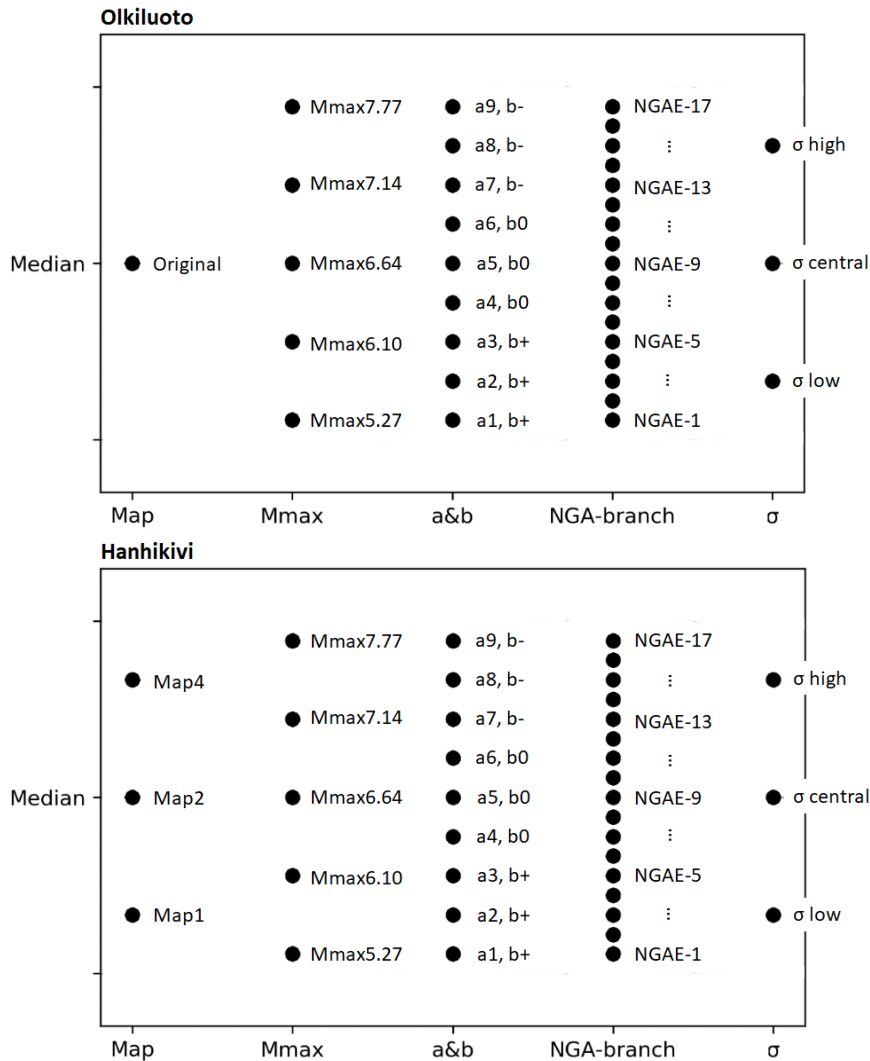 Olkiluoto
Mmax7.77 a9, b- NGAE-17
a8, b- ⋮ σ high
Mmax7.14 a7, b- NGAE-13
a6, b0 ⋮
Median Original Mmax6.64 a5, b0 NGAE-9 σ central
a4, b0 ⋮
Mmax6.10 a3, b+ NGAE-5
a2, b+ ⋮ σ low
Mmax5.27 a1, b+ NGAE-1
Map Mmax a&b NGA-branch σ
Hanhikivi
Mmax7.77 a9, b- NGAE-17
Map4 a8, b- ⋮ σ high
Mmax7.14 a7, b- NGAE-13
a6, b0 ⋮
Median Map2 Mmax6.64 a5, b0 NGAE-9 σ central
a4, b0 ⋮
Mmax6.10 a3, b+ NGAE-5
Map1 a2, b+ ⋮ σ low
Mmax5.27 a1, b+ NGAE-1
Map Mmax a&b NGA-branch σ